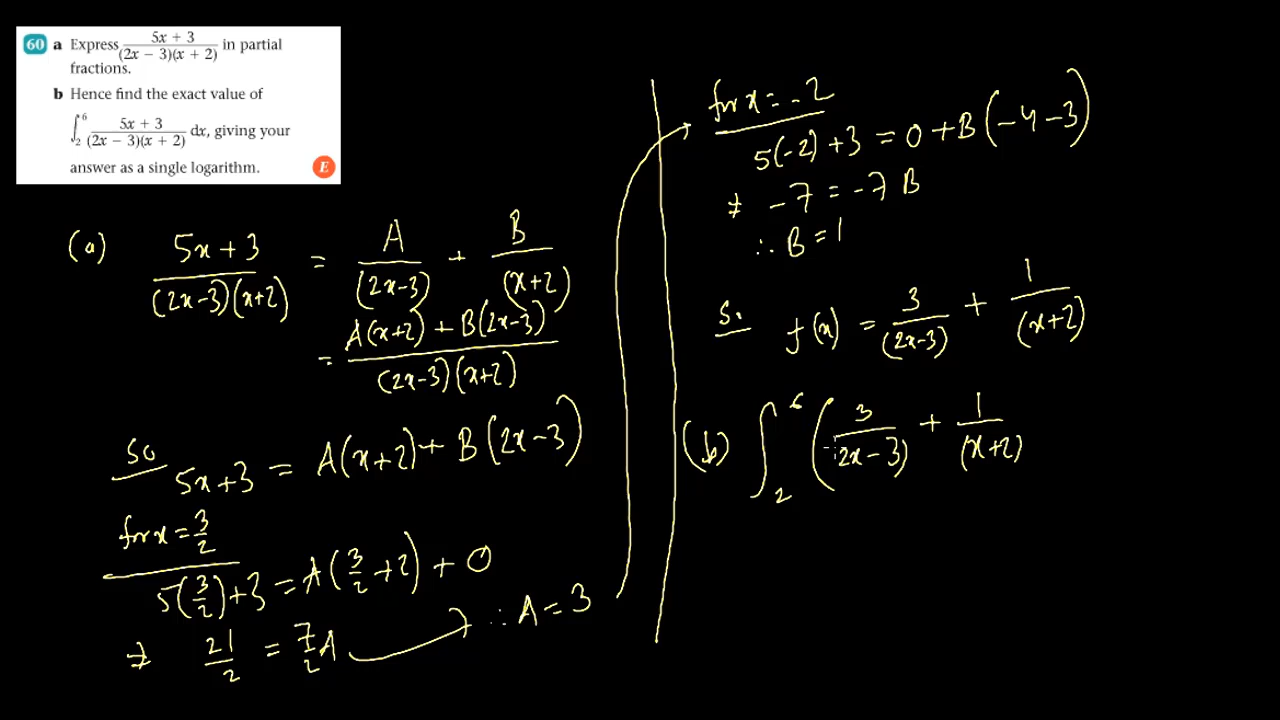 60 a Express (5x + 3)/((2x − 3)(x + 2)) in partial
fractions.
b Hence find the exact value of
∫₂⁶ (5x + 3)/((2x − 3)(x + 2)) dx, giving your
answer as a single logarithm.
E
(a) (5x+3)/((2x-3)(x+2)) = A/(2x-3) + B/(x+2)
= (A(x+2) + B(2x-3))/((2x-3)(x+2))
So
5x+3 = A(x+2) + B(2x-3)
for x = 3/2
5(3/2)+3 = A(3/2+2) + 0
⇒ 21/2 = 7/2 A
∴ A = 3
for x = -2
5(-2)+3 = 0 + B(-4-3)
⇒ -7 = -7B
∴ B = 1
So f(x) = 3/(2x-3) + 1/(x+2)
(b) ∫₂⁶ (3/(2x-3) + 1/(x+2)